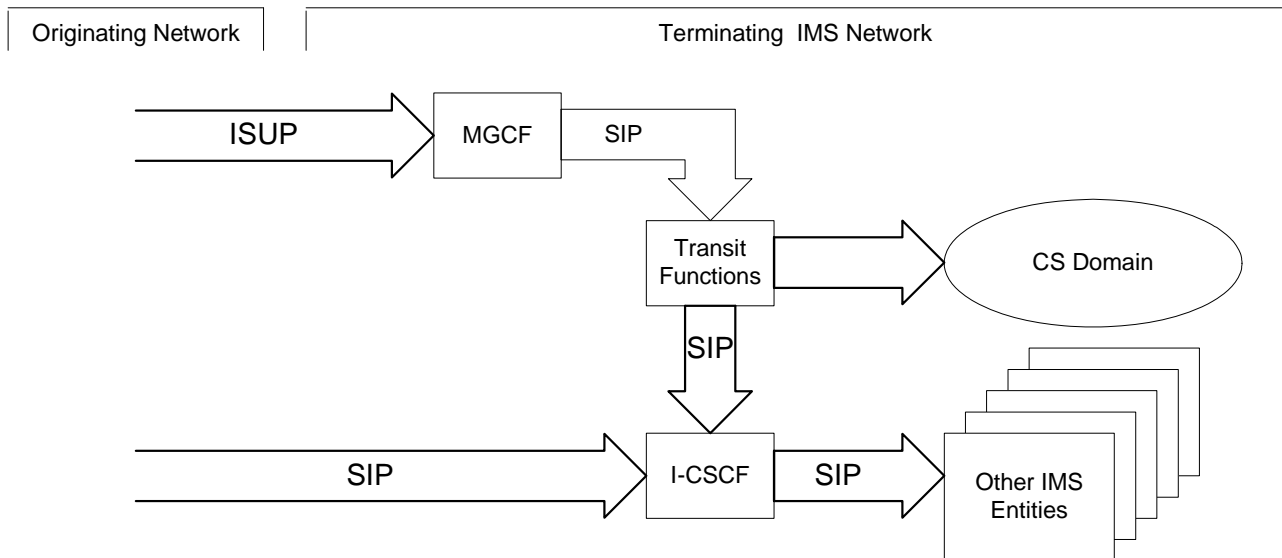 Originating Network
Terminating IMS Network
ISUP
MGCF
SIP
Transit
Functions
CS Domain
SIP
SIP
I-CSCF
SIP
Other IMS
Entities